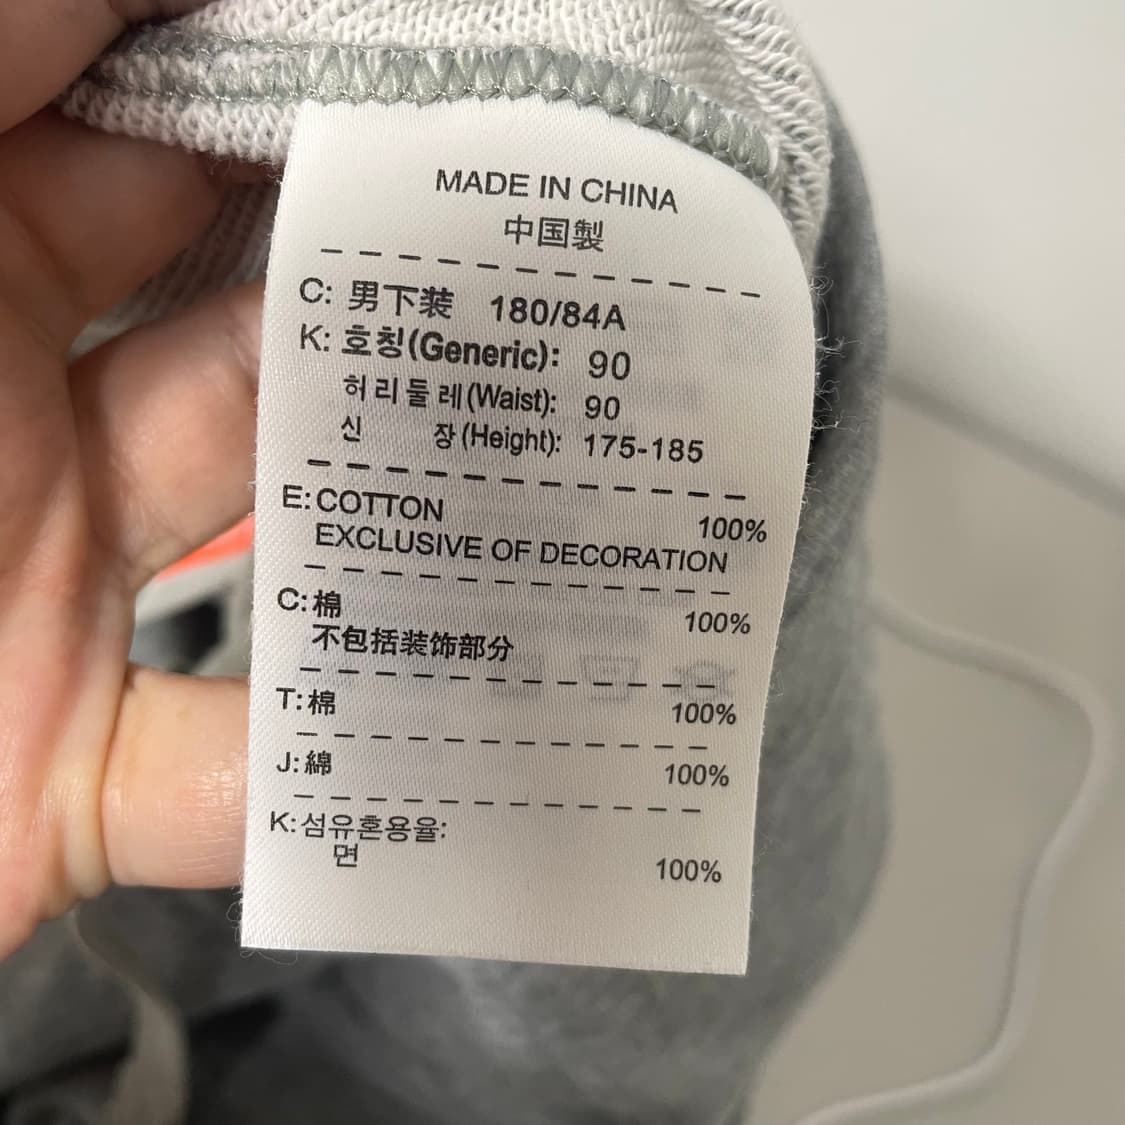 MADE IN CHINA
中国製
C: 男下装 180/84A
K: 호칭(Generic): 90
허리둘레(Waist): 90
신 장(Height): 175-185
E: COTTON 100%
EXCLUSIVE OF DECORATION
C: 棉 100%
不包括装饰部分
T: 棉 100%
J: 綿 100%
K: 섬유혼용율:
면 100%